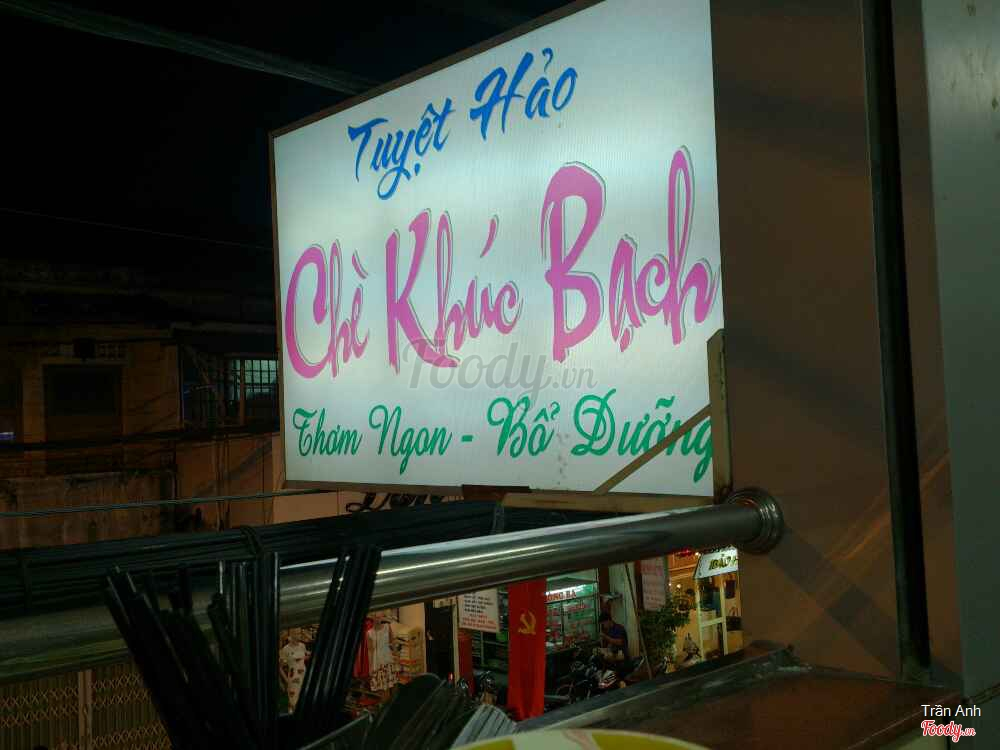 Tuyệt Hảo
Chè Khúc Bạch
Foody.vn
Thơm Ngon - Bổ Dưỡng
Trần Anh
Foody.vn